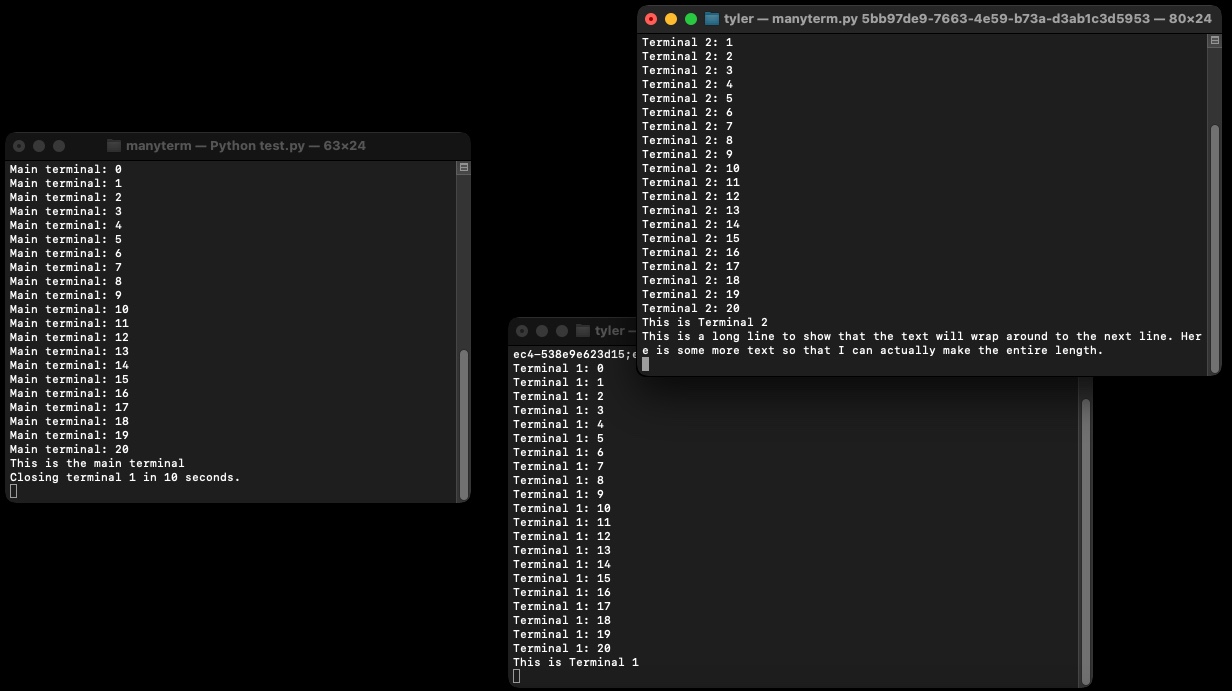 manyterm — Python test.py — 63×24
Main terminal: 0
Main terminal: 1
Main terminal: 2
Main terminal: 3
Main terminal: 4
Main terminal: 5
Main terminal: 6
Main terminal: 7
Main terminal: 8
Main terminal: 9
Main terminal: 10
Main terminal: 11
Main terminal: 12
Main terminal: 13
Main terminal: 14
Main terminal: 15
Main terminal: 16
Main terminal: 17
Main terminal: 18
Main terminal: 19
Main terminal: 20
This is the main terminal
Closing terminal 1 in 10 seconds.
tyler — manyterm.py 5bb97de9-7663-4e59-b73a-d3ab1c3d5953 — 80×24
Terminal 2: 1
Terminal 2: 2
Terminal 2: 3
Terminal 2: 4
Terminal 2: 5
Terminal 2: 6
Terminal 2: 7
Terminal 2: 8
Terminal 2: 9
Terminal 2: 10
Terminal 2: 11
Terminal 2: 12
Terminal 2: 13
Terminal 2: 14
Terminal 2: 15
Terminal 2: 16
Terminal 2: 17
Terminal 2: 18
Terminal 2: 19
Terminal 2: 20
This is Terminal 2
This is a long line to show that the text will wrap around to the next line. Her
e is some more text so that I can actually make the entire length.
tyler —
ec4-538e9e623d15;e
Terminal 1: 0
Terminal 1: 1
Terminal 1: 2
Terminal 1: 3
Terminal 1: 4
Terminal 1: 5
Terminal 1: 6
Terminal 1: 7
Terminal 1: 8
Terminal 1: 9
Terminal 1: 10
Terminal 1: 11
Terminal 1: 12
Terminal 1: 13
Terminal 1: 14
Terminal 1: 15
Terminal 1: 16
Terminal 1: 17
Terminal 1: 18
Terminal 1: 19
Terminal 1: 20
This is Terminal 1